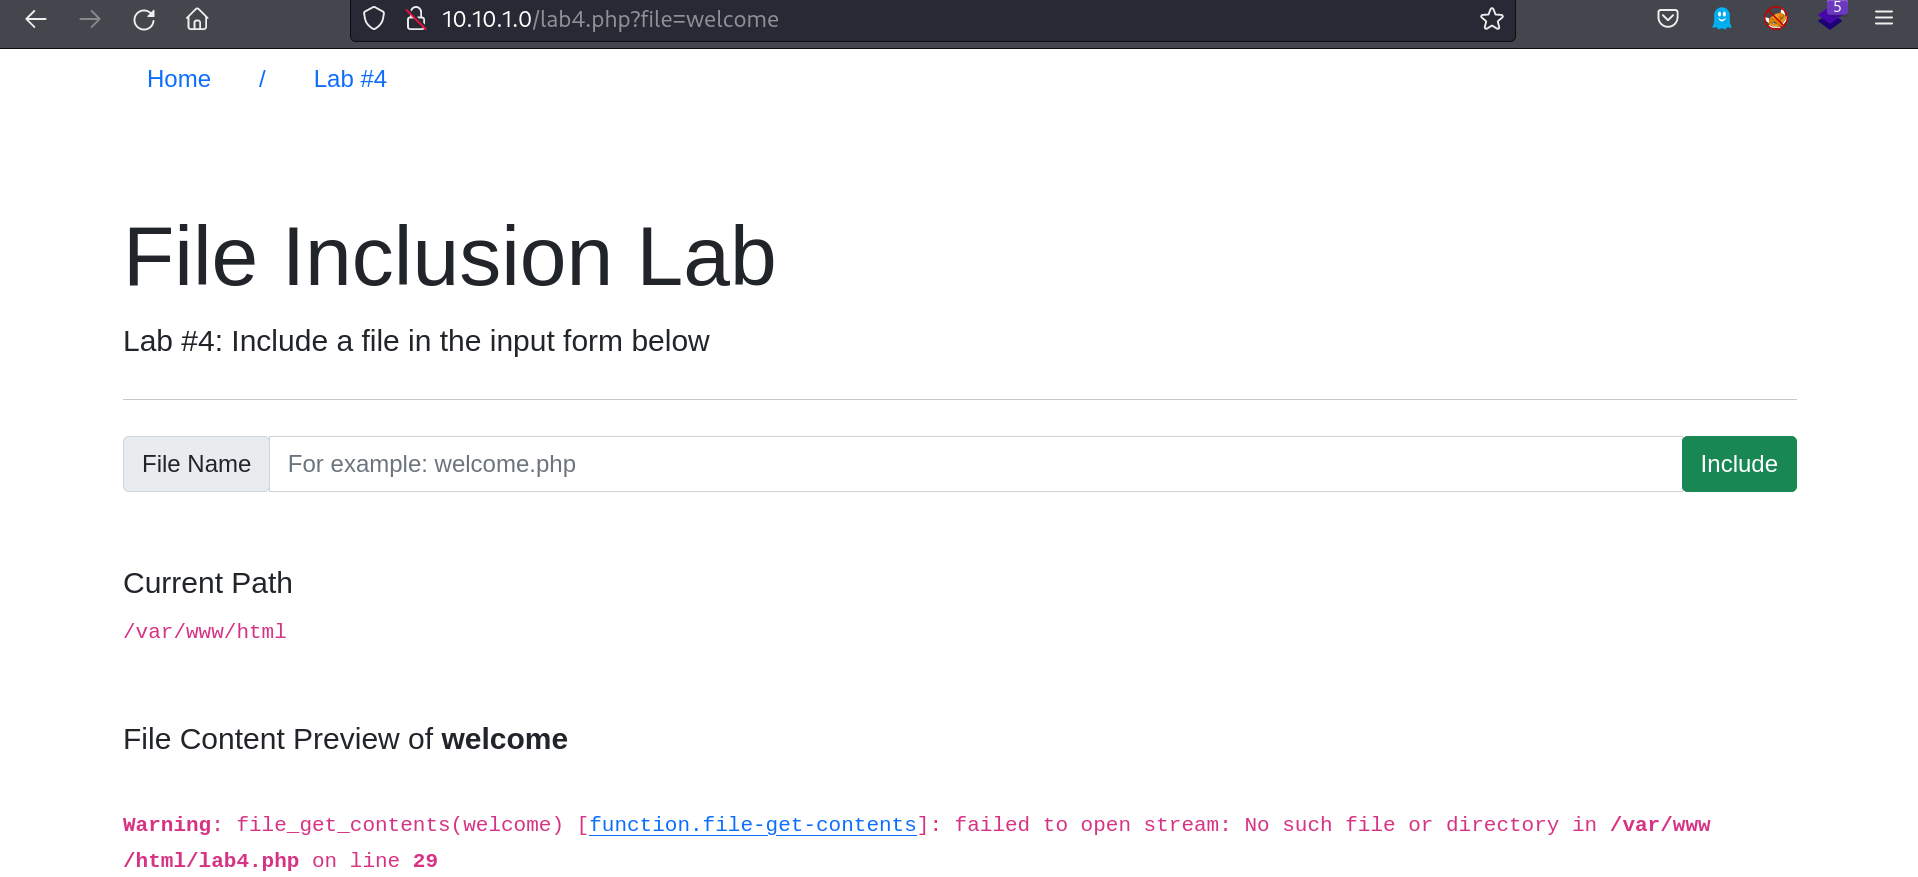 10.10.1.0/lab4.php?file=welcome
5
Home / Lab #4
File Inclusion Lab
Lab #4: Include a file in the input form below
File Name For example: welcome.php Include
Current Path
/var/www/html
File Content Preview of welcome
Warning: file_get_contents(welcome) [function.file-get-contents]: failed to open stream: No such file or directory in /var/www
/html/lab4.php on line 29